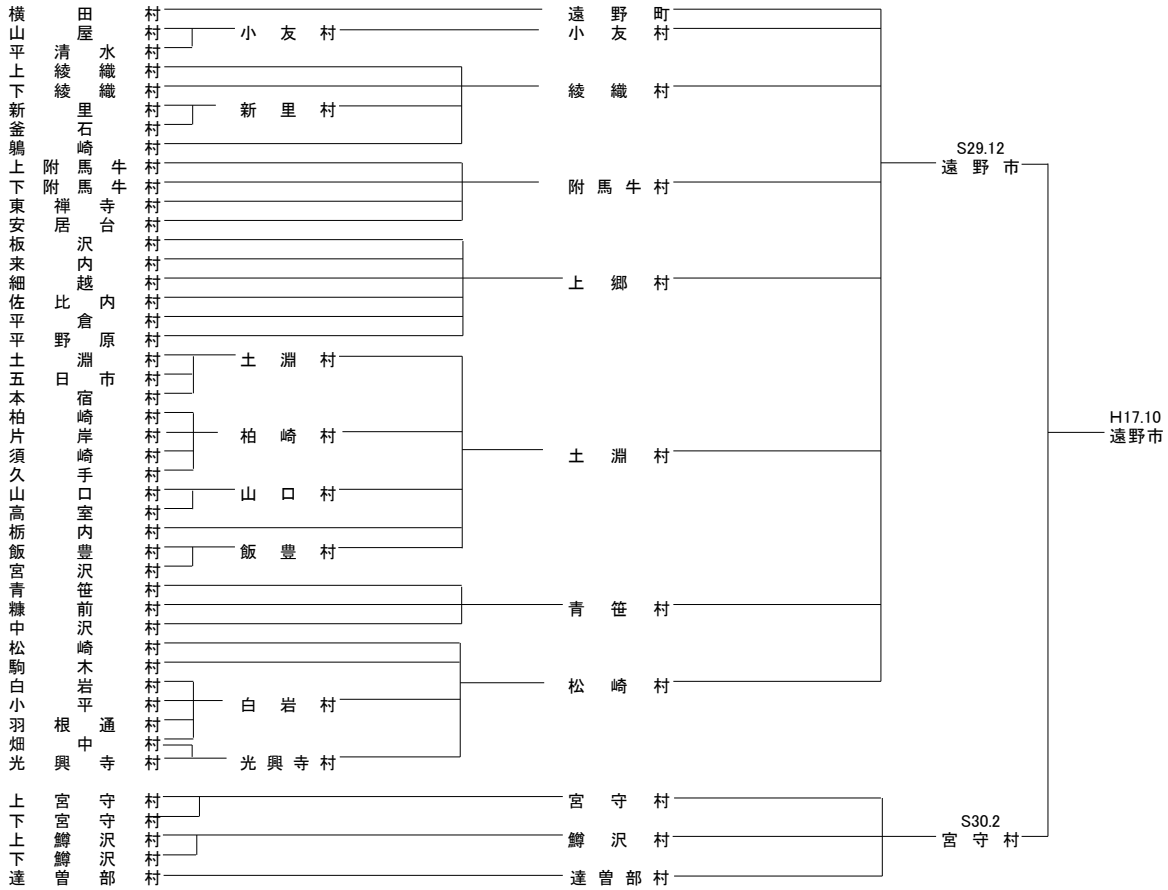 横田村 遠野町
山屋村 小友村 小友村
平清水村
上綾織村
下綾織村 綾織村
新里村 新里村
釜石村
鵃崎村 S29.12
上附馬牛村 遠野市
下附馬牛村 附馬牛村
東禅寺村
安居台村
板沢村
来内村
細越村 上郷村
佐比内村
平倉村
平野原村
土淵村 土淵村
五日市村
本宿村
柏崎村 H17.10
片岸村 柏崎村 遠野市
須崎村 土淵村
久手村
山口村 山口村
高室村
栃内村
飯豊村 飯豊村
宮沢村
青笹村
糠前村 青笹村
中沢村
松崎村
駒木村
白岩村 松崎村
小平村 白岩村
羽根通村
畑中村
光興寺村 光興寺村
上宮守村 宮守村
下宮守村 S30.2
上鱒沢村 鱒沢村 宮守村
下鱒沢村
達曽部村 達曽部村